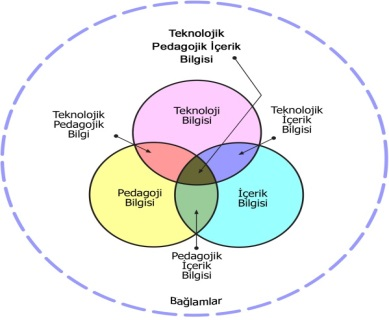 Teknolojik
Pedagojik İçerik
Bilgisi
Teknolojik
Pedagojik
Bilgi
Teknoloji
Bilgisi
Teknolojik
İçerik
Bilgisi
Pedagoji
Bilgisi
İçerik
Bilgisi
Pedagojik
İçerik
Bilgisi
Bağlamlar